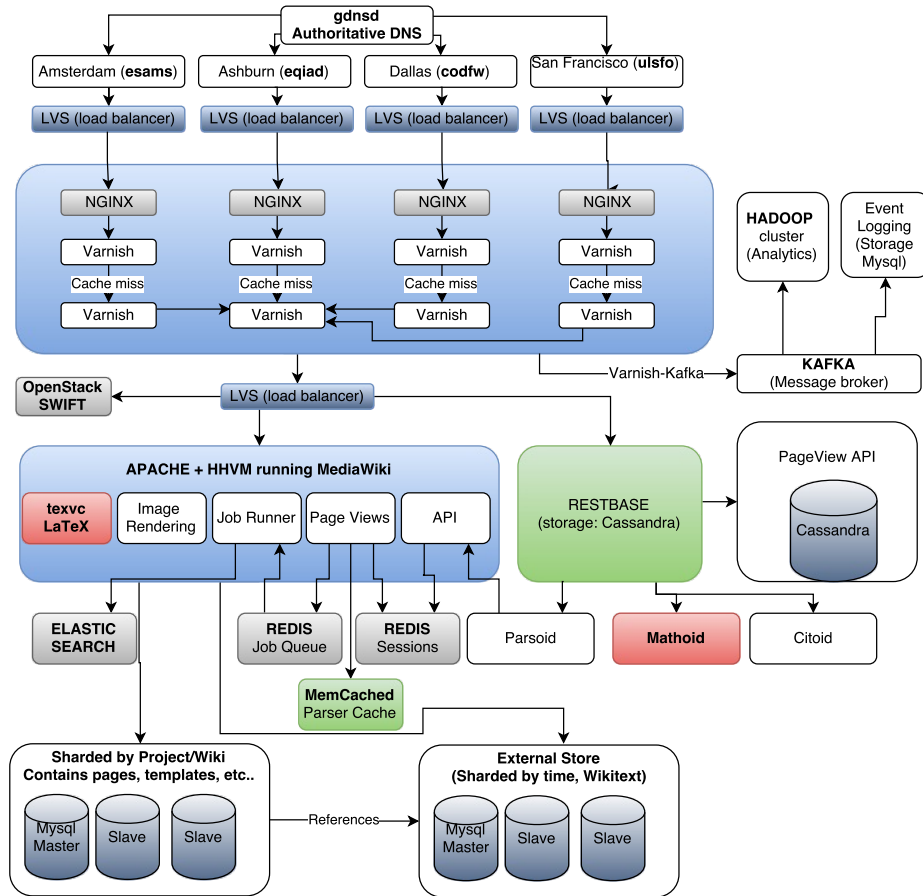 gdnsd
Authoritative DNS
Amsterdam (esams)
Ashburn (eqiad)
Dallas (codfw)
San Francisco (ulsfo)
LVS (load balancer)
LVS (load balancer)
LVS (load balancer)
LVS (load balancer)
NGINX
NGINX
NGINX
NGINX
Varnish
Varnish
Varnish
Varnish
Cache miss
Cache miss
Cache miss
Cache miss
Varnish
Varnish
Varnish
Varnish
HADOOP
cluster
(Analytics)
Event
Logging
(Storage
Mysql)
Varnish-Kafka
KAFKA
(Message broker)
OpenStack
SWIFT
LVS (load balancer)
APACHE + HHVM running MediaWiki
texvc
LaTeX
Image
Rendering
Job Runner
Page Views
API
RESTBASE
(storage: Cassandra)
PageView API
Cassandra
ELASTIC
SEARCH
REDIS
Job Queue
REDIS
Sessions
Parsoid
Mathoid
Citoid
MemCached
Parser Cache
Sharded by Project/Wiki
Contains pages, templates, etc..
Mysql
Master
Slave
Slave
References
External Store
(Sharded by time, Wikitext)
Mysql
Master
Slave
Slave